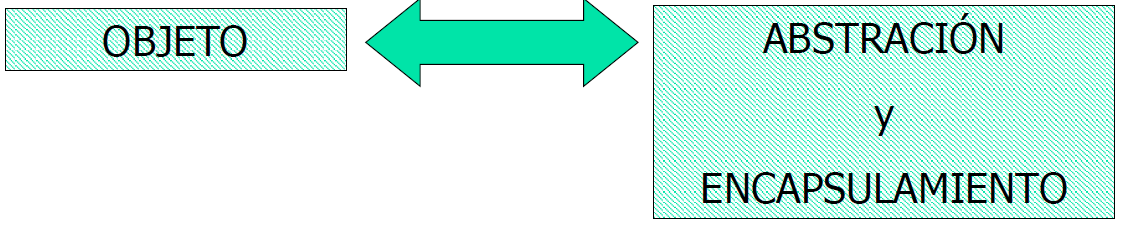 OBJETO
ABSTRACIÓN
y
ENCAPSULAMIENTO